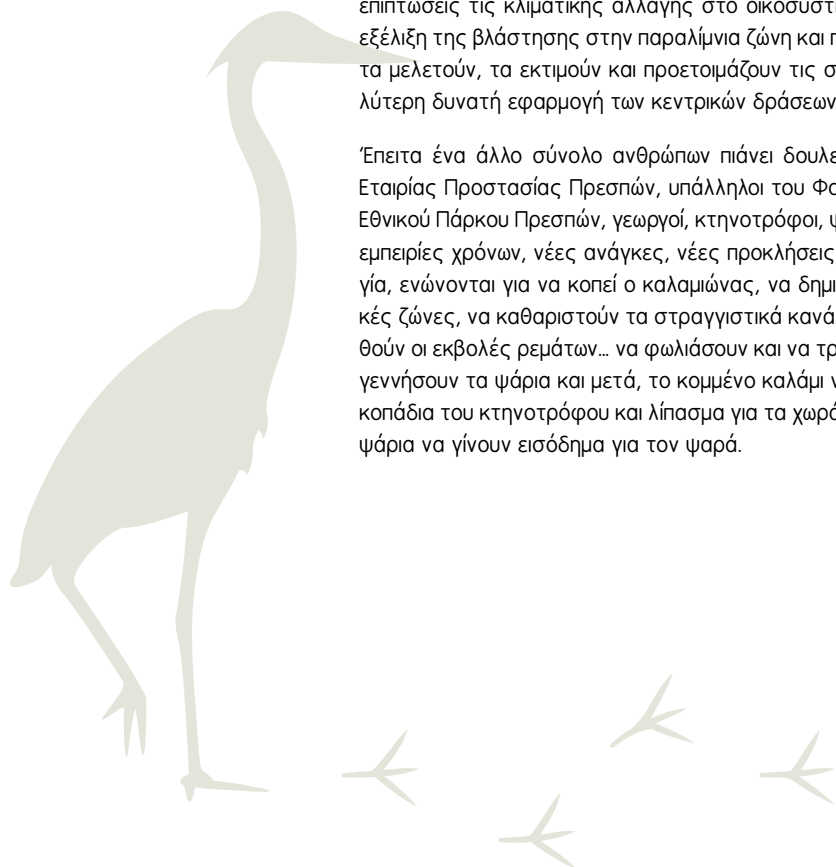 επιπτώσεις τις κλιματικής αλλαγής στο
εξέλιξη της βλάστησης στην παραλίμνια ζώνη και
τα μελετούν, τα εκτιμούν και προετοιμάζουν τις
λύτερη δυνατή εφαρμογή των κεντρικών δράσεων
Έπειτα ένα άλλο σύνολο ανθρώπων πιάνει
Εταιρίας Προστασίας Πρεσπών, υπάλληλοι του
Εθνικού Πάρκου Πρεσπών, γεωργοί, κτηνοτρόφοι,
εμπειρίες χρόνων, νέες ανάγκες, νέες προκλήσεις
γία, ενώνονται για να κοπεί ο καλαμιώνας, να
κές ζώνες, να καθαριστούν τα στραγγιστικά
θούν οι εκβολές ρεμάτων... να φωλιάσουν και να
γεννήσουν τα ψάρια και μετά, το κομμένο καλάμι
κοπάδια του κτηνοτρόφου και λίπασμα για τα
ψάρια να γίνουν εισόδημα για τον ψαρά.